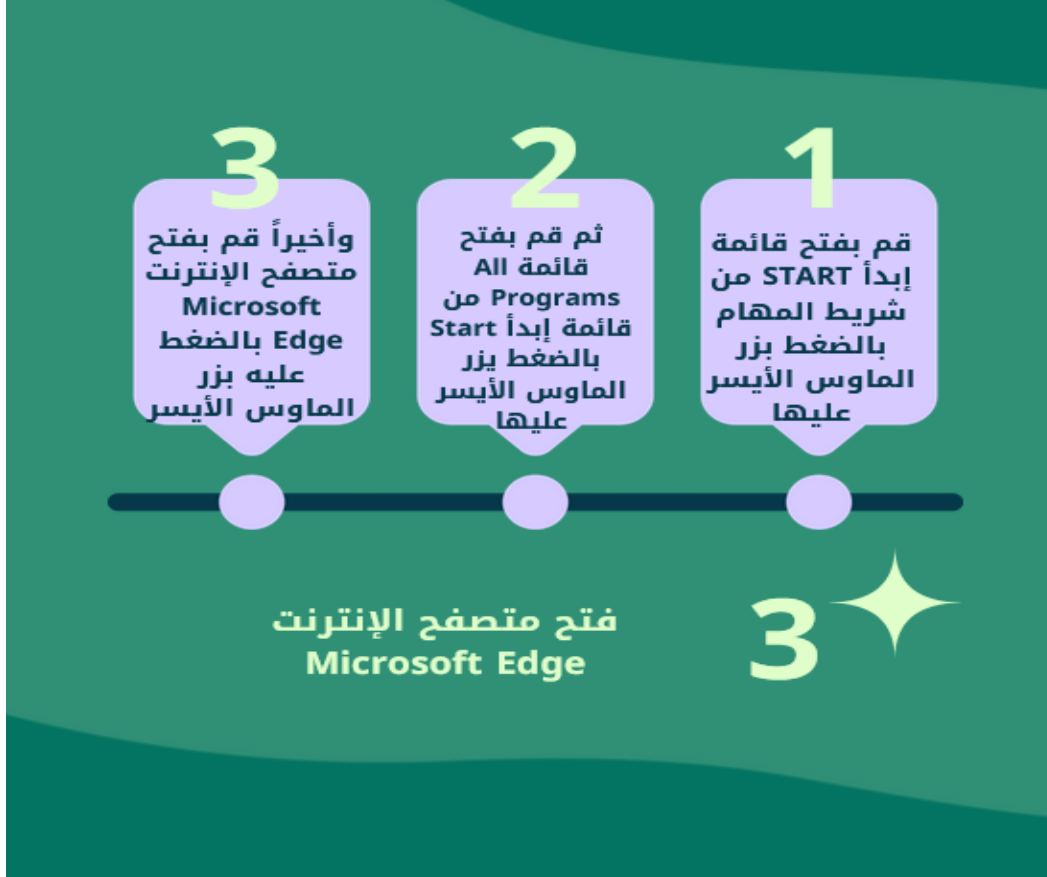 1
قم بفتح قائمة
إبدأ START من
شريط المهام
بالضغط بزر
الماوس الأيسر
عليها
2
ثم قم بفتح
قائمة All
Programs من
قائمة إبدأ Start
بالضغط يزر
الماوس الأيسر
عليها
3
وأخيراً قم بفتح
متصفح الإنترنت
Microsoft
Edge بالضغط
عليه بزر
الماوس الأيسر
3
فتح متصفح الإنترنت
Microsoft Edge